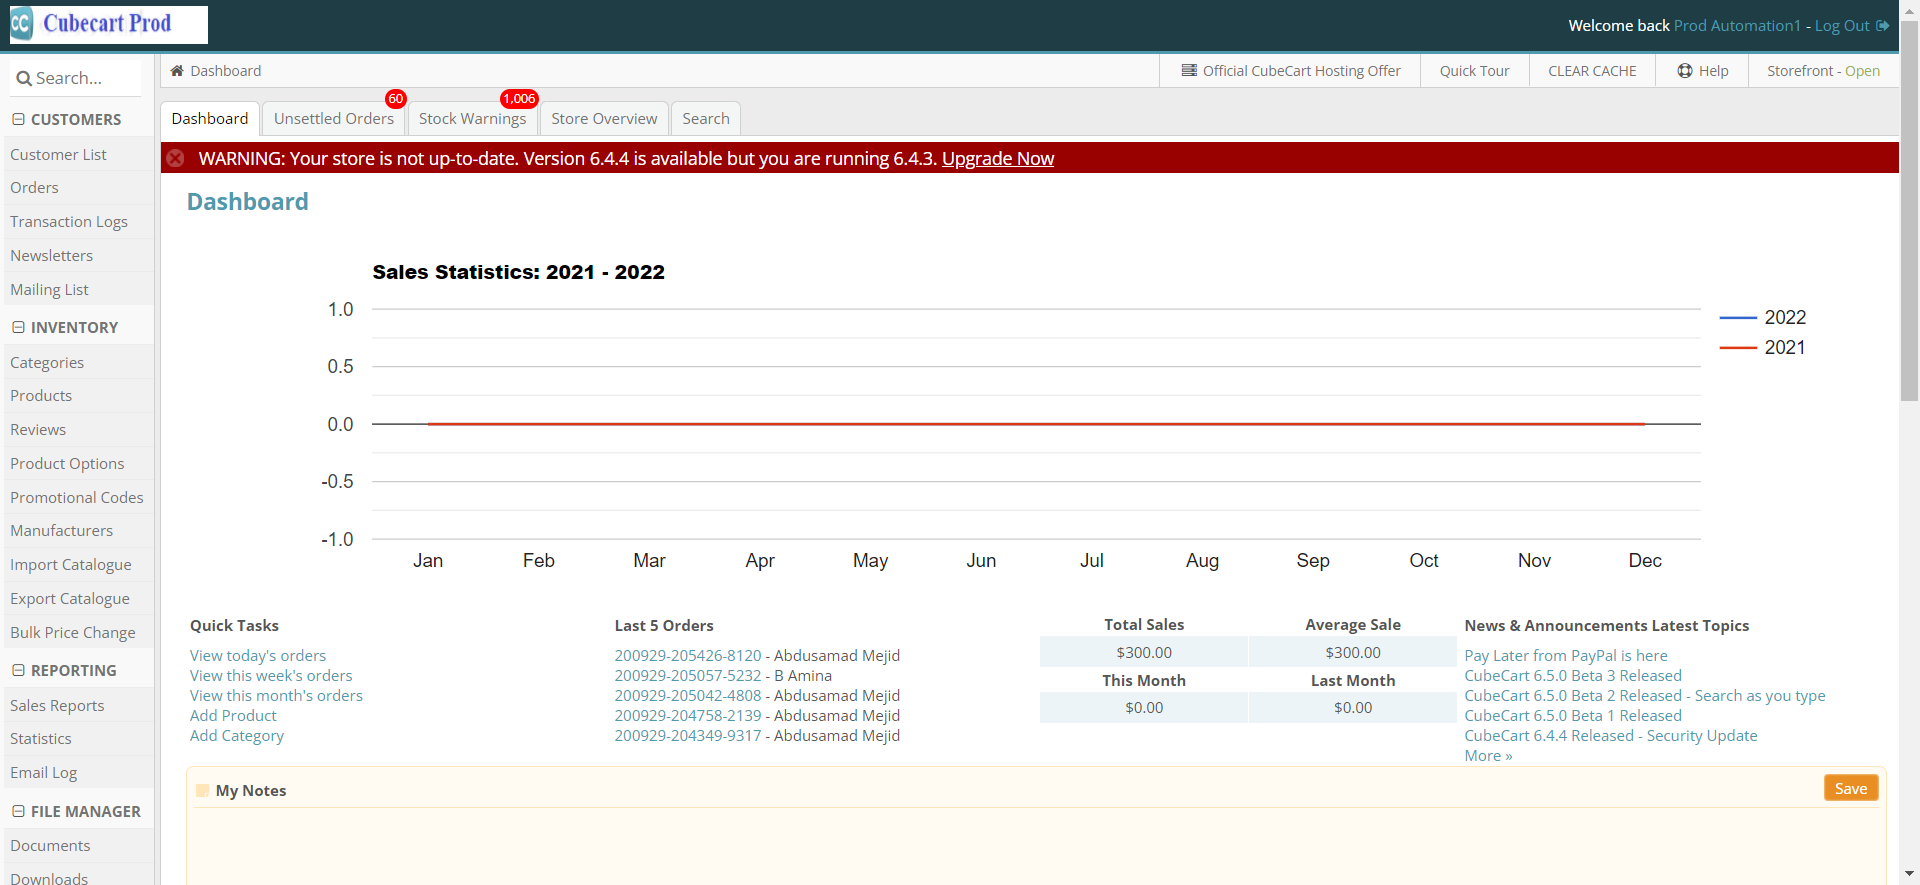 CC Cubecart Prod
Welcome back Prod Automation1 - Log Out
Search...
Dashboard
Official CubeCart Hosting Offer
Quick Tour
CLEAR CACHE
Help
Storefront - Open
CUSTOMERS
Customer List
Orders
Transaction Logs
Newsletters
Mailing List
INVENTORY
Categories
Products
Reviews
Product Options
Promotional Codes
Manufacturers
Import Catalogue
Export Catalogue
Bulk Price Change
REPORTING
Sales Reports
Statistics
Email Log
FILE MANAGER
Documents
Downloads
Dashboard
Unsettled Orders 60
Stock Warnings 1,006
Store Overview
Search
WARNING: Your store is not up-to-date. Version 6.4.4 is available but you are running 6.4.3. Upgrade Now
Dashboard
Sales Statistics: 2021 - 2022
1.0
0.5
0.0
-0.5
-1.0
Jan Feb Mar Apr May Jun Jul Aug Sep Oct Nov Dec
2022
2021
Quick Tasks
View today's orders
View this week's orders
View this month's orders
Add Product
Add Category
Last 5 Orders
200929-205426-8120 - Abdusamad Mejid
200929-205057-5232 - B Amina
200929-205042-4808 - Abdusamad Mejid
200929-204758-2139 - Abdusamad Mejid
200929-204349-9317 - Abdusamad Mejid
Total Sales Average Sale
$300.00 $300.00
This Month Last Month
$0.00 $0.00
News & Announcements Latest Topics
Pay Later from PayPal is here
CubeCart 6.5.0 Beta 3 Released
CubeCart 6.5.0 Beta 2 Released - Search as you type
CubeCart 6.5.0 Beta 1 Released
CubeCart 6.4.4 Released - Security Update
More »
My Notes
Save